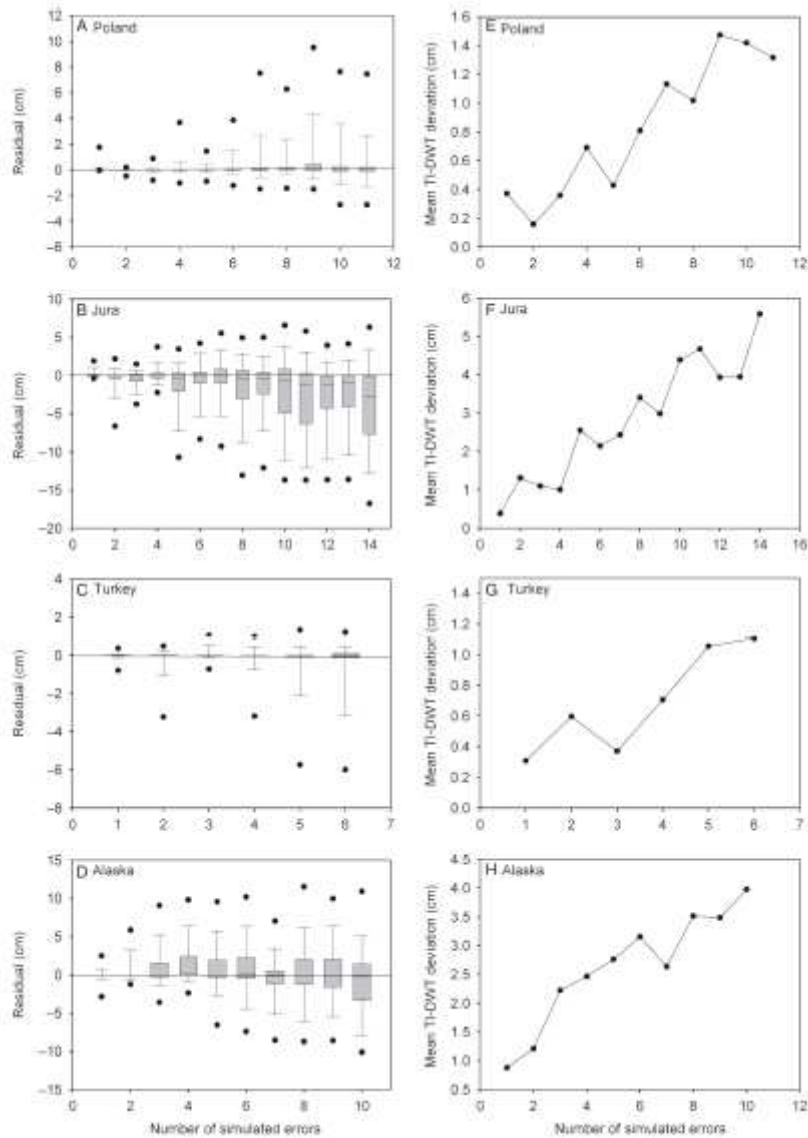 A Poland
Residual (cm)
12
10
8
6
4
2
0
−2
−4
−6
0 2 4 6 8 10 12
E Poland
Mean TI-DWT deviation (cm)
1.6
1.4
1.2
1.0
0.8
0.6
0.4
0.2
0.0
0 2 4 6 8 10 12
B Jura
Residual (cm)
10
5
0
−5
−10
−15
−20
0 2 4 6 8 10 12 14
F Jura
Mean TI-DWT deviation (cm)
6
5
4
3
2
1
0
0 2 4 6 8 10 12 14 16
C Turkey
Residual (cm)
4
2
0
−2
−4
−6
−8
0 1 2 3 4 5 6 7
G Turkey
Mean TI-DWT deviation (cm)
1.4
1.2
1.0
0.8
0.6
0.4
0.2
0.0
0 1 2 3 4 5 6 7
D Alaska
Residual (cm)
15
10
5
0
−5
−10
−15
0 2 4 6 8 10
Number of simulated errors
H Alaska
Mean TI-DWT deviation (cm)
4.5
4.0
3.5
3.0
2.5
2.0
1.5
1.0
0.5
0 2 4 6 8 10 12
Number of simulated errors